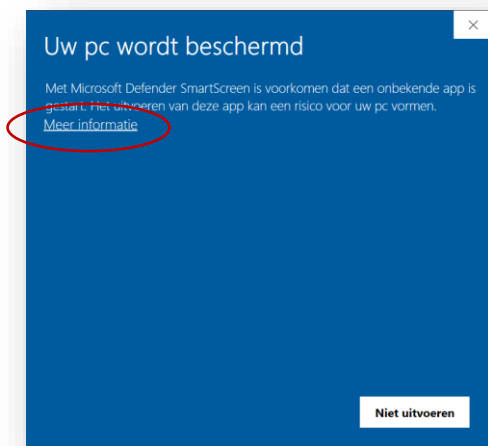 Uw pc wordt beschermd
Met Microsoft Defender SmartScreen is voorkomen dat een onbekende app is
gestart. Het uitvoeren van deze app kan een risico voor uw pc vormen.
Meer informatie
Niet uitvoeren